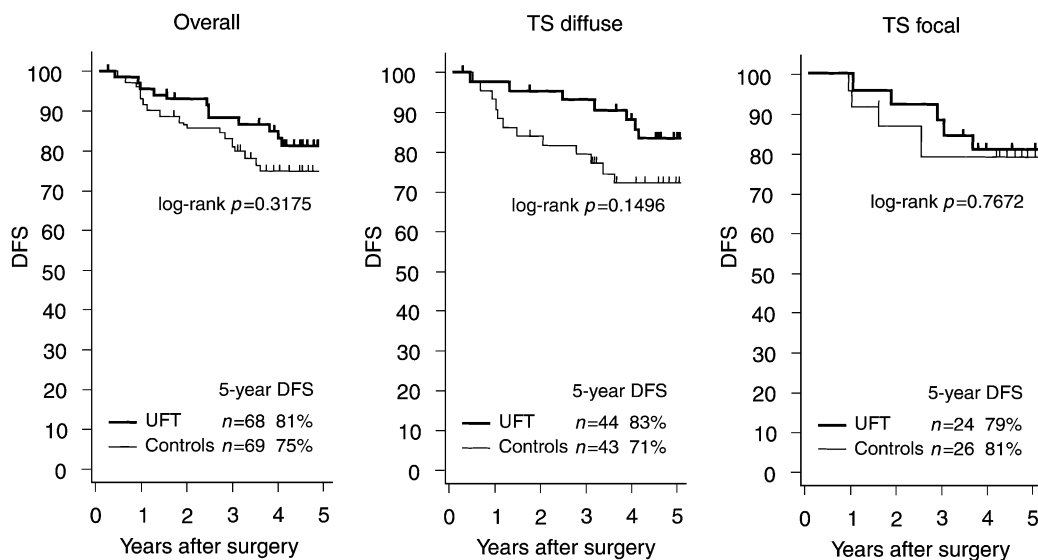 Overall
DFS
100
90
80
70
60
50
40
30
20
10
0
log-rank p=0.3175
5-year DFS
UFT n=68 81%
Controls n=69 75%
0 1 2 3 4 5
Years after surgery
TS diffuse
DFS
100
90
80
70
60
50
40
30
20
10
0
log-rank p=0.1496
5-year DFS
UFT n=44 83%
Controls n=43 71%
0 1 2 3 4 5
Years after surgery
TS focal
DFS
100
90
80
70
60
50
40
30
20
10
0
log-rank p=0.7672
5-year DFS
UFT n=24 79%
Controls n=26 81%
0 1 2 3 4 5
Years after surgery